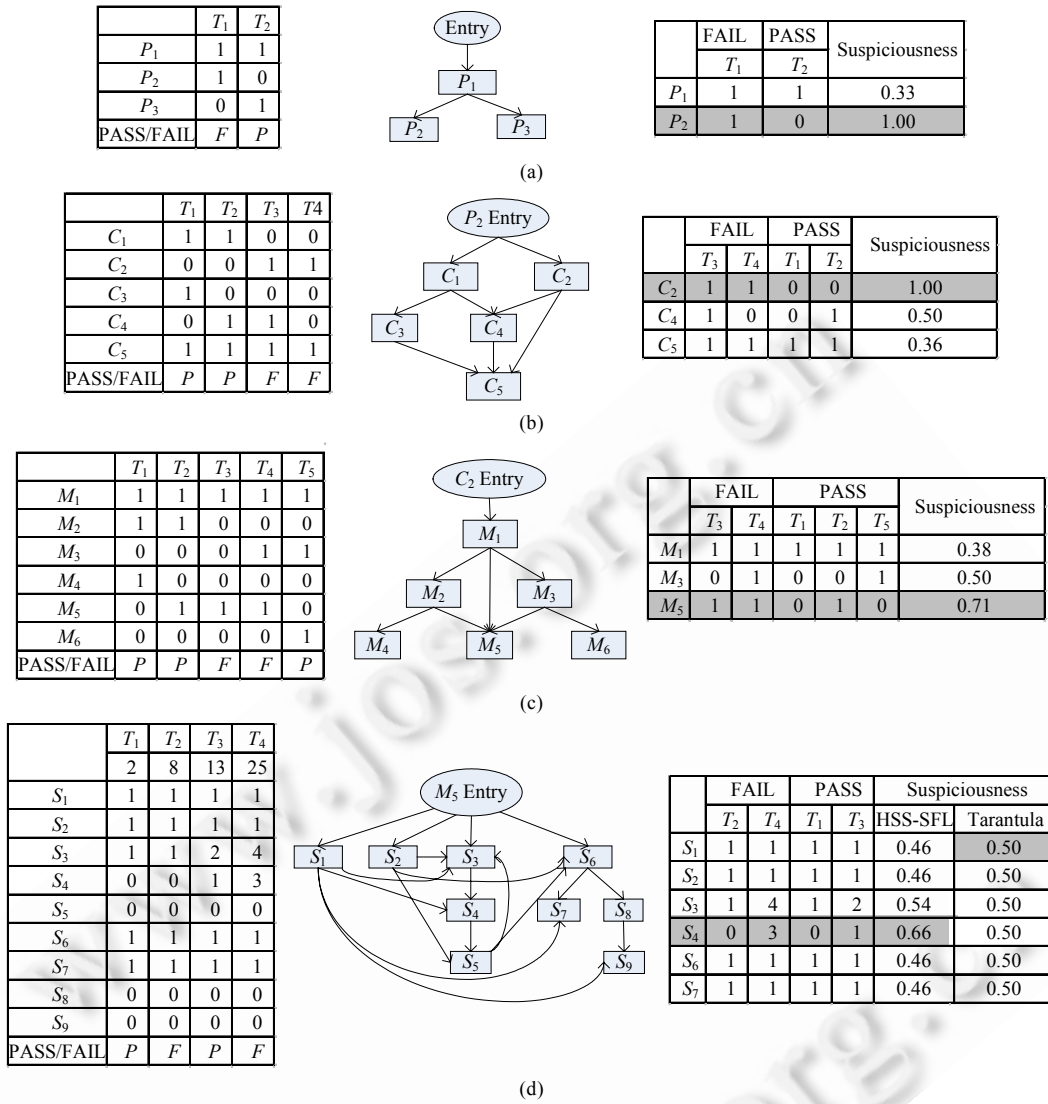 T1 T2
P1 1 1
P2 1 0
P3 0 1
PASS/FAIL F P
Entry
P1
P2 P3
FAIL PASS Suspiciousness
T1 T2
P1 1 1 0.33
P2 1 0 1.00
(a)
T1 T2 T3 T4
C1 1 1 0 0
C2 0 0 1 1
C3 1 0 0 0
C4 0 1 1 0
C5 1 1 1 1
PASS/FAIL P P F F
P2 Entry
C1 C2
C3 C4
C5
FAIL PASS Suspiciousness
T3 T4 T1 T2
C2 1 1 0 0 1.00
C4 1 0 0 1 0.50
C5 1 1 1 1 0.36
(b)
T1 T2 T3 T4 T5
M1 1 1 1 1 1
M2 1 1 0 0 0
M3 0 0 0 1 1
M4 1 0 0 0 0
M5 0 1 1 1 0
M6 0 0 0 0 1
PASS/FAIL P P F F P
C2 Entry
M1
M2 M3
M4 M5 M6
FAIL PASS Suspiciousness
T3 T4 T1 T2 T5
M1 1 1 1 1 1 0.38
M3 0 1 0 0 1 0.50
M5 1 1 0 1 0 0.71
(c)
T1 T2 T3 T4
2 8 13 25
S1 1 1 1 1
S2 1 1 1 1
S3 1 1 2 4
S4 0 0 1 3
S5 0 0 0 0
S6 1 1 1 1
S7 1 1 1 1
S8 0 0 0 0
S9 0 0 0 0
PASS/FAIL P F P F
M5 Entry
S1 S2 S3 S6
S4 S7 S8
S5 S9
FAIL PASS Suspiciousness
T2 T4 T1 T3 HSS-SFL Tarantula
S1 1 1 1 1 0.46 0.50
S2 1 1 1 1 0.46 0.50
S3 1 4 1 2 0.54 0.50
S4 0 3 0 1 0.66 0.50
S6 1 1 1 1 0.46 0.50
S7 1 1 1 1 0.46 0.50
(d)
www.jos.org.cn